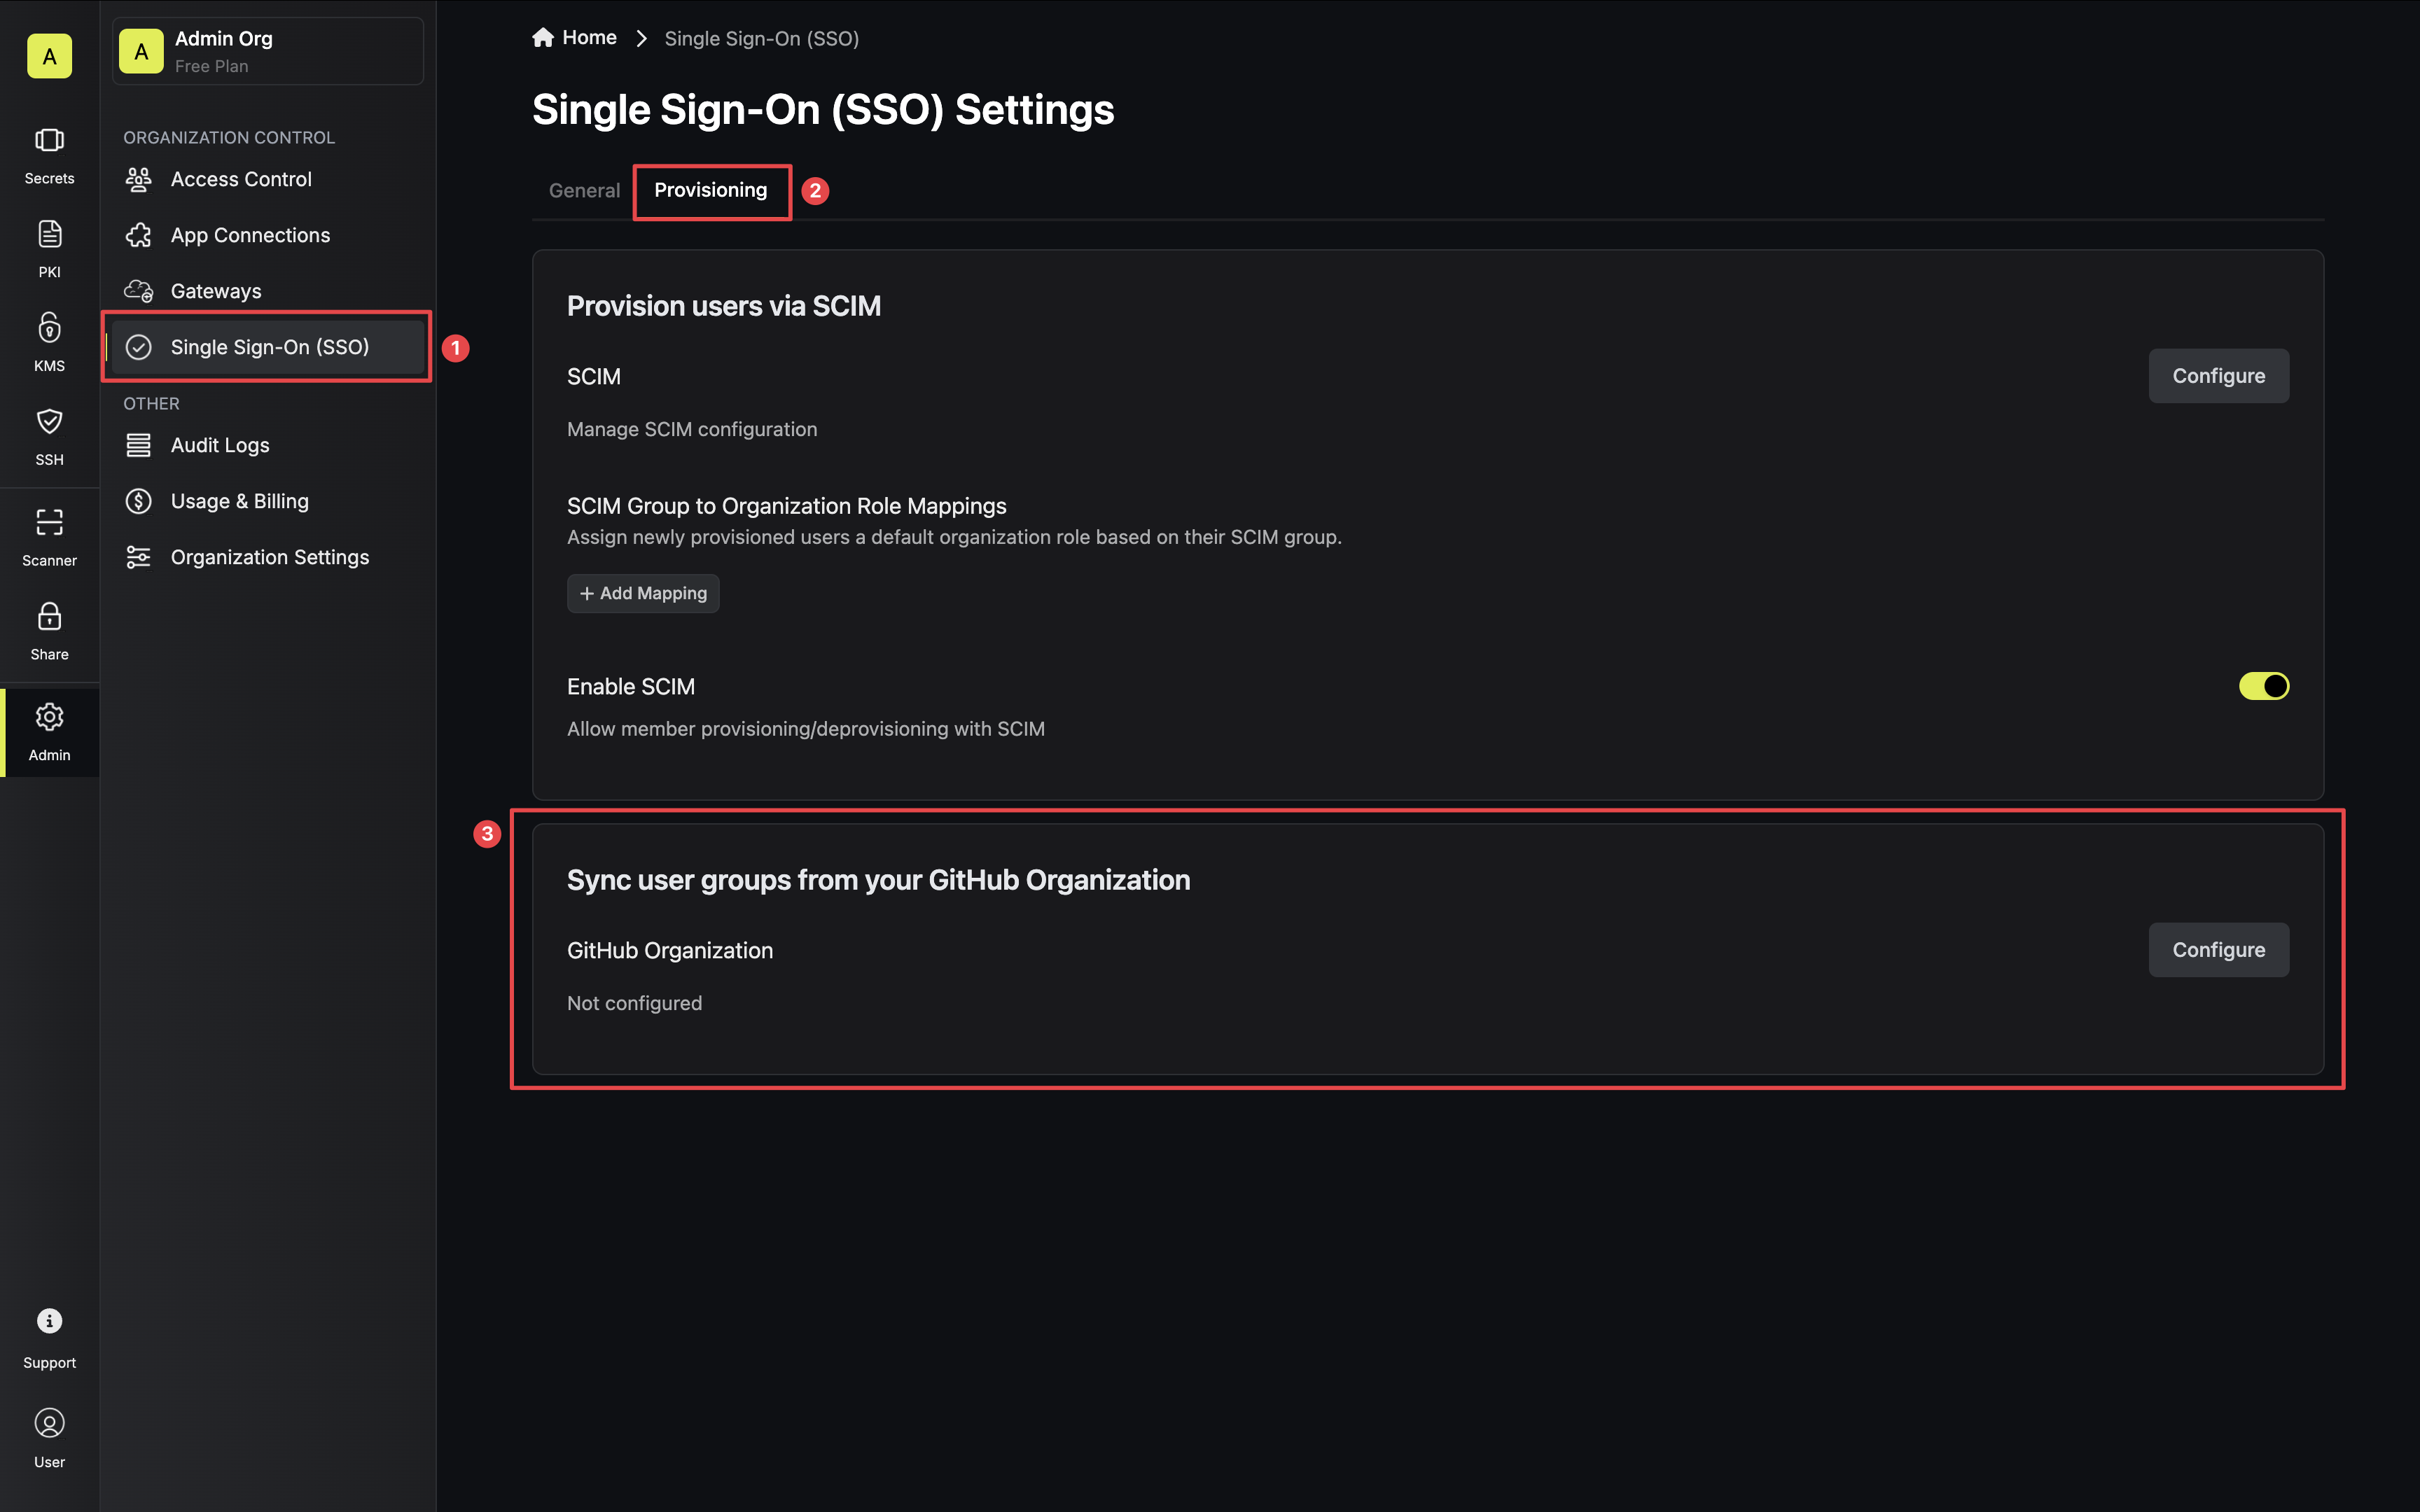 A
Secrets
PKI
KMS
SSH
Scanner
Share
Admin
Support
User
A
Admin Org
Free Plan
ORGANIZATION CONTROL
Access Control
App Connections
Gateways
Single Sign-On (SSO)
1
OTHER
Audit Logs
Usage & Billing
Organization Settings
Home > Single Sign-On (SSO)
Single Sign-On (SSO) Settings
General Provisioning 2
Provision users via SCIM
SCIM
Configure
Manage SCIM configuration
SCIM Group to Organization Role Mappings
Assign newly provisioned users a default organization role based on their SCIM group.
+ Add Mapping
Enable SCIM
Allow member provisioning/deprovisioning with SCIM
3
Sync user groups from your GitHub Organization
GitHub Organization
Configure
Not configured